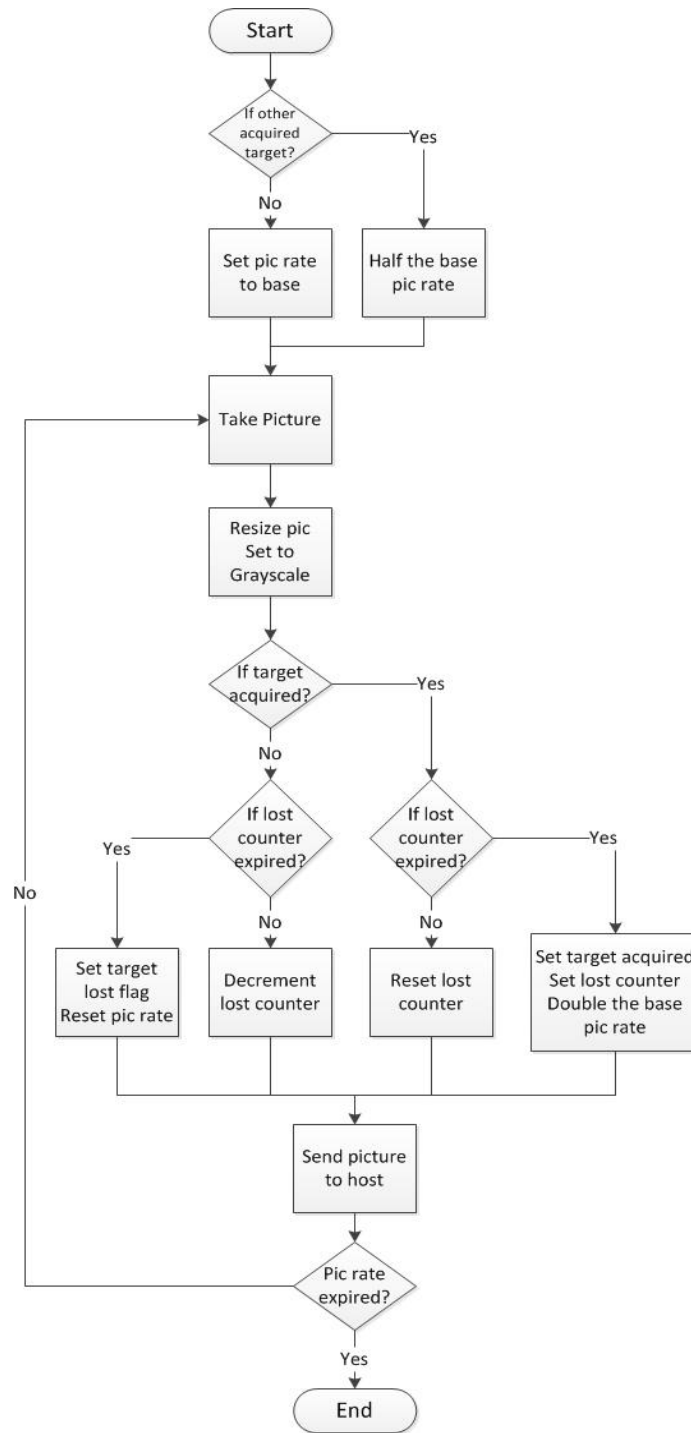 Start
If other
acquired
target?
Yes
No
Set pic rate
to base
Half the base
pic rate
Take Picture
Resize pic
Set to
Grayscale
If target
acquired?
Yes
No
If lost
counter
expired?
If lost
counter
expired?
Yes
Yes
No
No
No
Set target
lost flag
Reset pic rate
Decrement
lost counter
Reset lost
counter
Set target acquired
Set lost counter
Double the base
pic rate
Send picture
to host
Pic rate
expired?
Yes
End